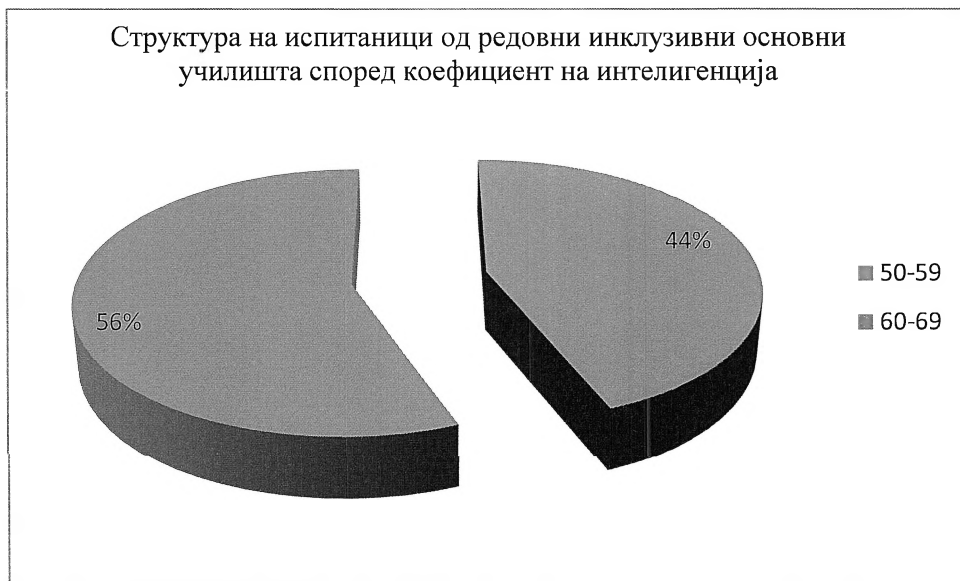 Структура на испитаници од редовни инклузивни основни
училишта според коефициент на интелигенција
44%
56%
50-59
60-69